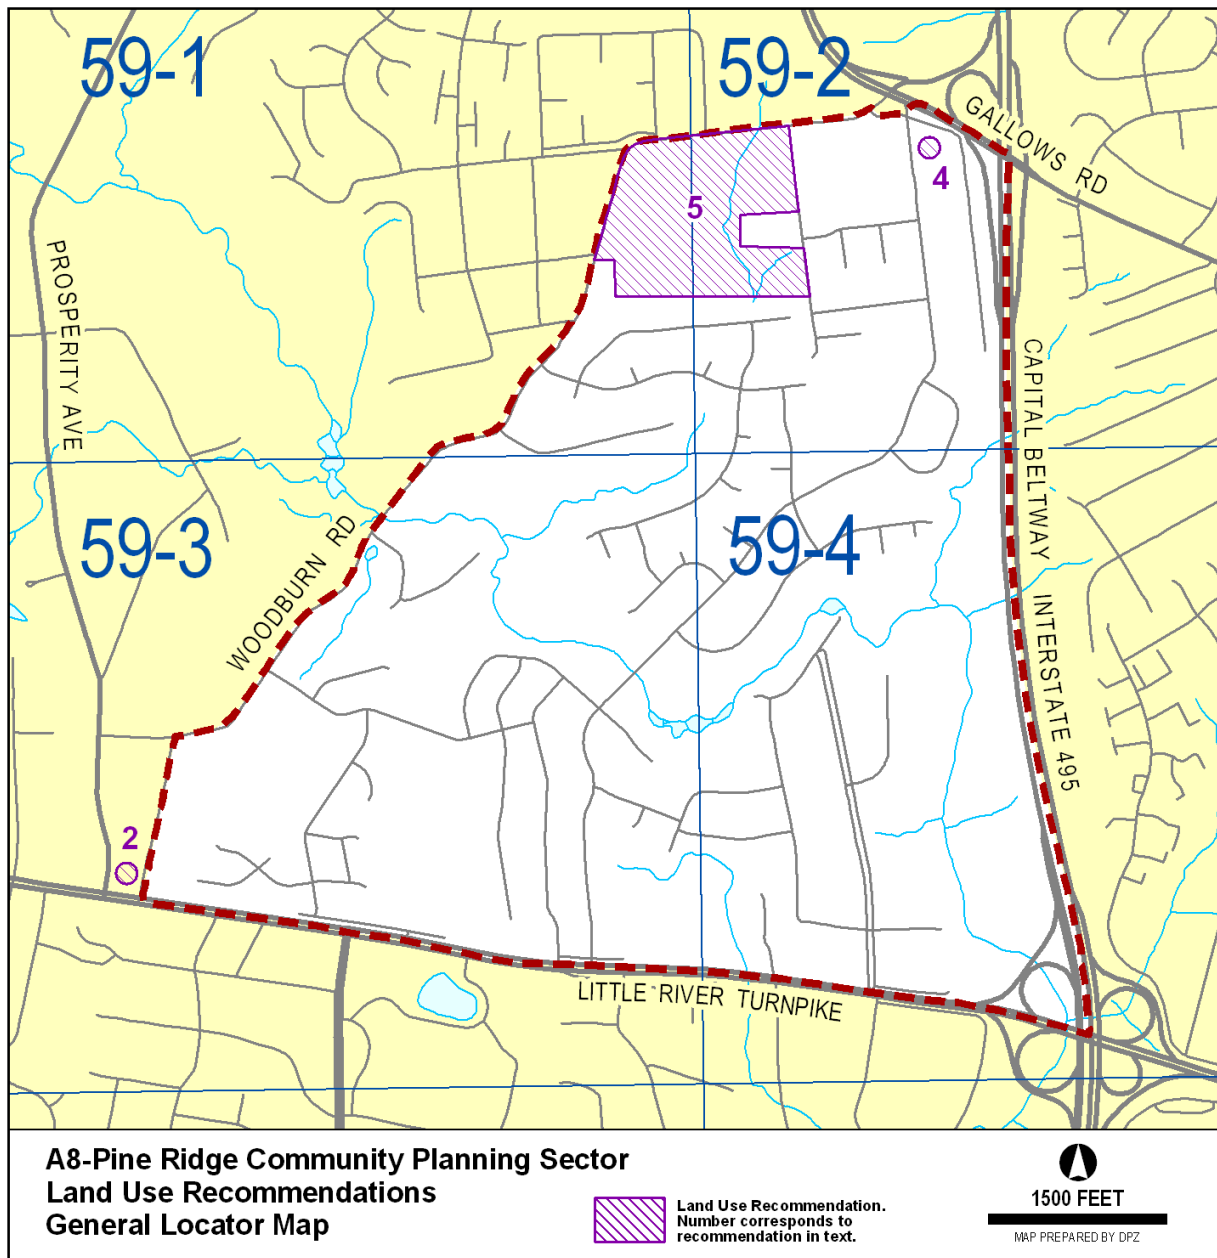 59-1
59-2
GALLOWS RD
4
5
PROSPERITY AVE
CAPITAL BELTWAY INTERSTATE 495
59-3
59-4
WOODBURN RD
2
LITTLE RIVER TURNPIKE
A8-Pine Ridge Community Planning Sector
Land Use Recommendations
General Locator Map
Land Use Recommendation.
Number corresponds to
recommendation in text.
1500 FEET
MAP PREPARED BY DPZ